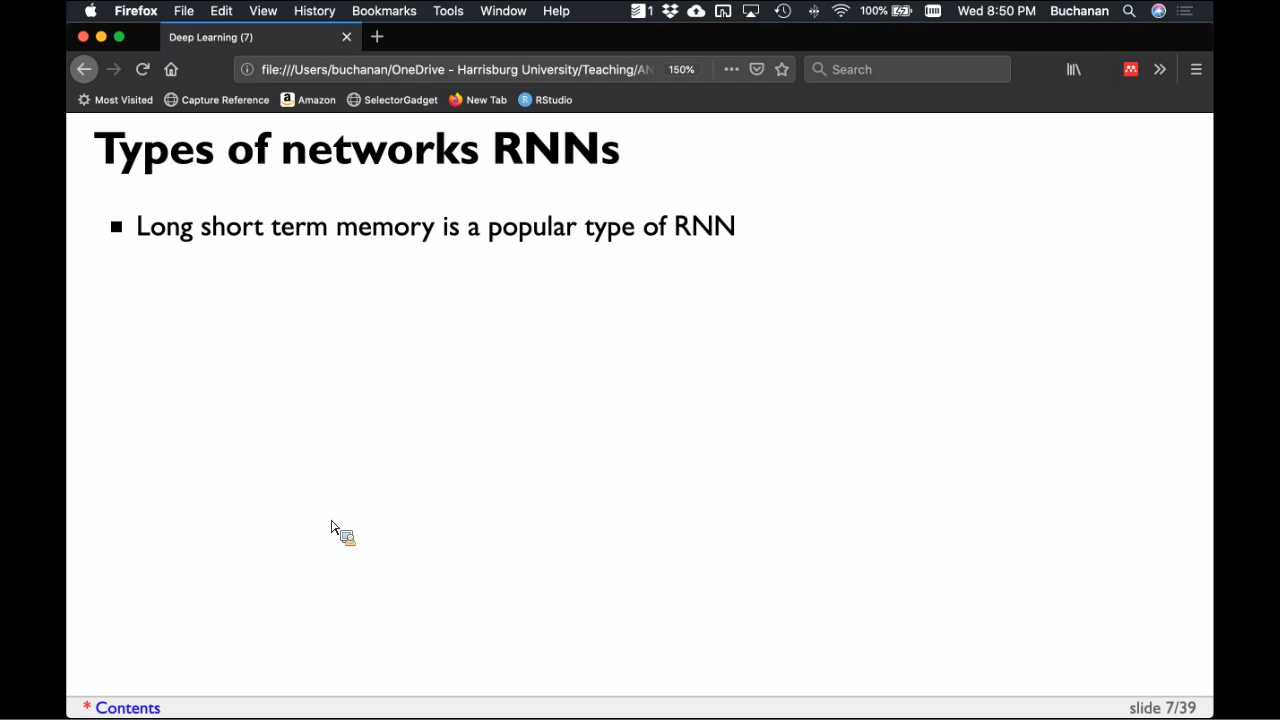 Firefox File Edit View History Bookmarks Tools Window Help 1 100% Wed 8:50 PM Buchanan
Deep Learning (7)
file:///Users/buchanan/OneDrive - Harrisburg University/Teaching/AN 150% Search
Most Visited Capture Reference Amazon SelectorGadget New Tab RStudio
Types of networks RNNs
Long short term memory is a popular type of RNN
* Contents
slide 7/39